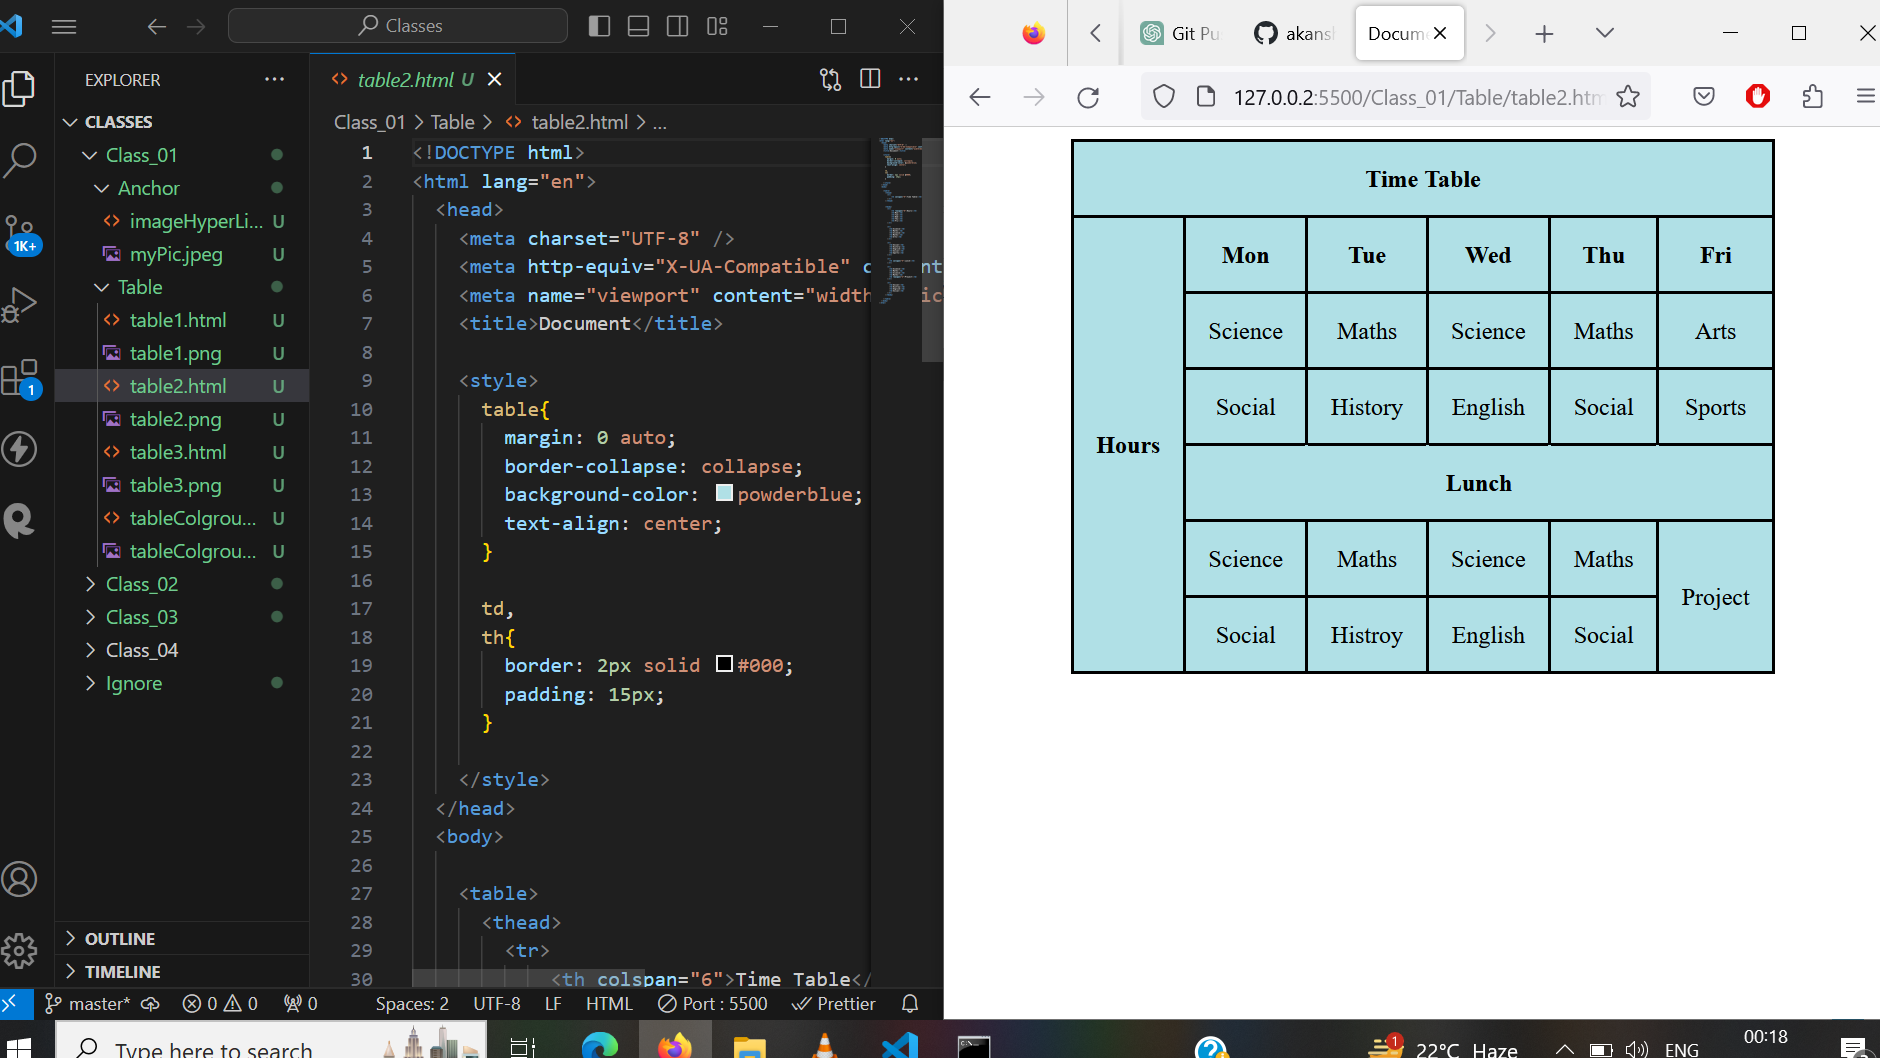 Classes
EXPLORER
CLASSES
Class_01
Anchor
imageHyperLi... U
myPic.jpeg U
Table
table1.html U
table1.png U
table2.html U
table2.png U
table3.html U
table3.png U
tableColgrou... U
tableColgrou... U
Class_02
Class_03
Class_04
Ignore
OUTLINE
TIMELINE
1K+
1
table2.html U
Class_01 > Table > table2.html > ...
1 <!DOCTYPE html>
2 <html lang="en">
3 <head>
4 <meta charset="UTF-8" />
5 <meta http-equiv="X-UA-Compatible" c
6 <meta name="viewport" content="width
7 <title>Document</title>
8
9 <style>
10 table{
11 margin: 0 auto;
12 border-collapse: collapse;
13 background-color: powderblue;
14 text-align: center;
15 }
16
17 td,
18 th{
19 border: 2px solid #000;
20 padding: 15px;
21 }
22
23 </style>
24 </head>
25 <body>
26
27 <table>
28 <thead>
29 <tr>
30 <th colspan="6">Time Table</
master* 0 0 0 Spaces: 2 UTF-8 LF HTML Port : 5500 Prettier
Git Pu akansh Docum
127.0.0.2:5500/Class_01/Table/table2.htm
Time Table
Hours
Mon Tue Wed Thu Fri
Science Maths Science Maths Arts
Social History English Social Sports
Lunch
Science Maths Science Maths Project
Social Histroy English Social
Type here to search
1 22°C Haze ENG
00:18